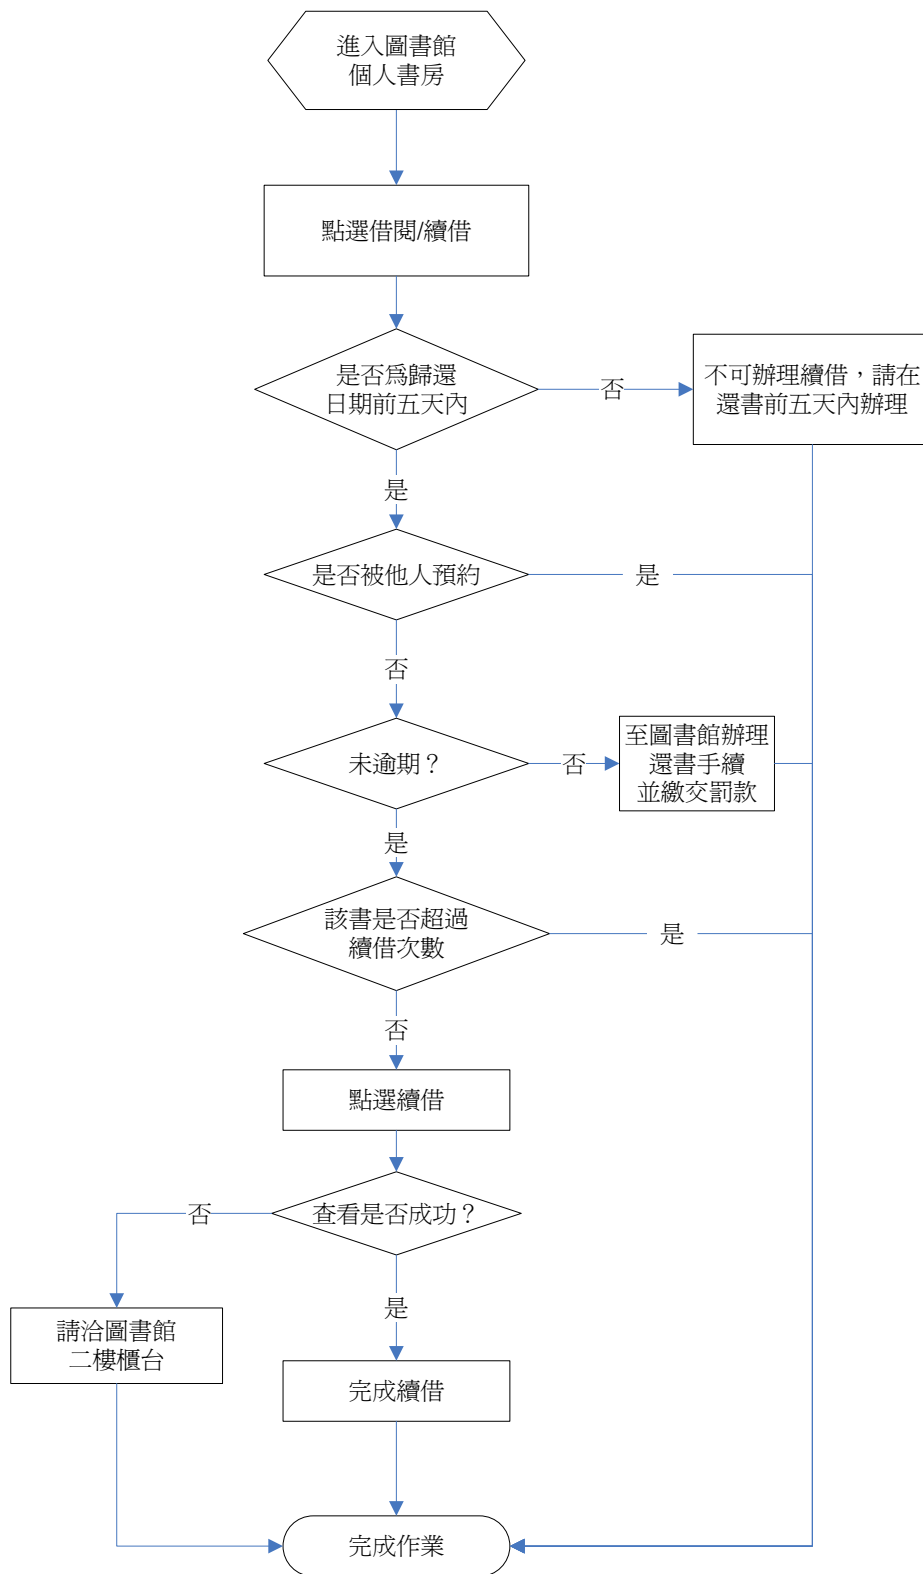 進入圖書館
個人書房
點選借閱/續借
是否為歸還
日期前五天內
否
不可辦理續借，請在
還書前五天內辦理
是
是否被他人預約
是
否
未逾期？
否
至圖書館辦理
還書手續
並繳交罰款
是
該書是否超過
續借次數
是
否
點選續借
查看是否成功？
否
是
請洽圖書館
二樓櫃台
完成續借
完成作業